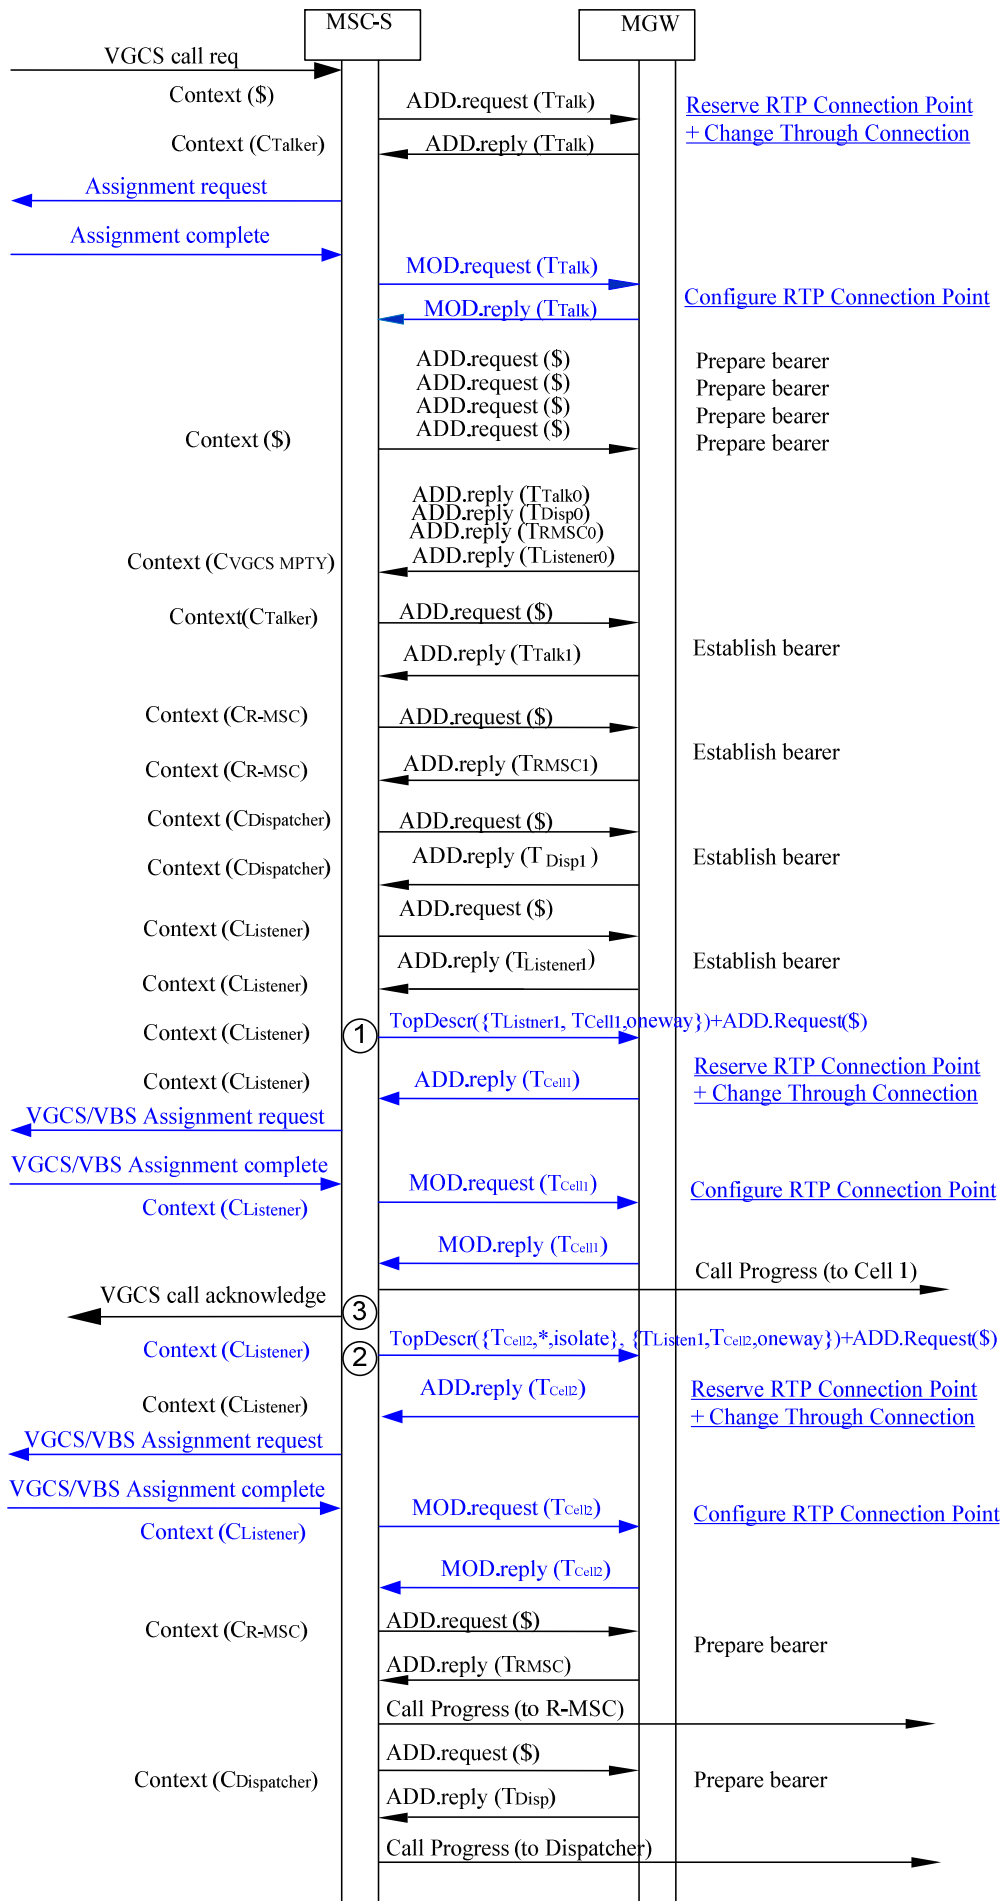 MSC-S
MGW
VGCS call req
Context ($)
ADD.request (TTalk)
Reserve RTP Connection Point
+ Change Through Connection
Context (CTalker)
ADD.reply (TTalk)
Assignment request
Assignment complete
MOD.request (TTalk)
Configure RTP Connection Point
MOD.reply (TTalk)
ADD.request ($)
Prepare bearer
ADD.request ($)
Prepare bearer
ADD.request ($)
Prepare bearer
ADD.request ($)
Prepare bearer
Context ($)
ADD.reply (TTalk0)
ADD.reply (TDisp0)
ADD.reply (TRMSC0)
ADD.reply (TListener0)
Context (CVGCS MPTY)
Context(CTalker)
ADD.request ($)
Establish bearer
ADD.reply (TTalk1)
Context (CR-MSC)
ADD.request ($)
Establish bearer
Context (CR-MSC)
ADD.reply (TRMSC1)
Context (CDispatcher)
ADD.request ($)
Establish bearer
Context (CDispatcher)
ADD.reply (T Disp1 )
ADD.request ($)
Context (CListener)
ADD.reply (TListener1)
Establish bearer
Context (CListener)
Context (CListener)
1
TopDescr({TListner1, TCell1,oneway})+ADD.Request($)
Context (CListener)
ADD.reply (TCell1)
Reserve RTP Connection Point
+ Change Through Connection
VGCS/VBS Assignment request
VGCS/VBS Assignment complete
Context (CListener)
MOD.request (TCell1)
Configure RTP Connection Point
MOD.reply (TCell1)
Call Progress (to Cell 1)
VGCS call acknowledge
3
Context (CListener)
2
TopDescr({TCell2,*,isolate}, {TListen1,TCell2,oneway})+ADD.Request($)
Context (CListener)
ADD.reply (TCell2)
Reserve RTP Connection Point
+ Change Through Connection
VGCS/VBS Assignment request
VGCS/VBS Assignment complete
Context (CListener)
MOD.request (TCell2)
Configure RTP Connection Point
MOD.reply (TCell2)
Context (CR-MSC)
ADD.request ($)
Prepare bearer
ADD.reply (TRMSC)
Call Progress (to R-MSC)
ADD.request ($)
Context (CDispatcher)
Prepare bearer
ADD.reply (TDisp)
Call Progress (to Dispatcher)